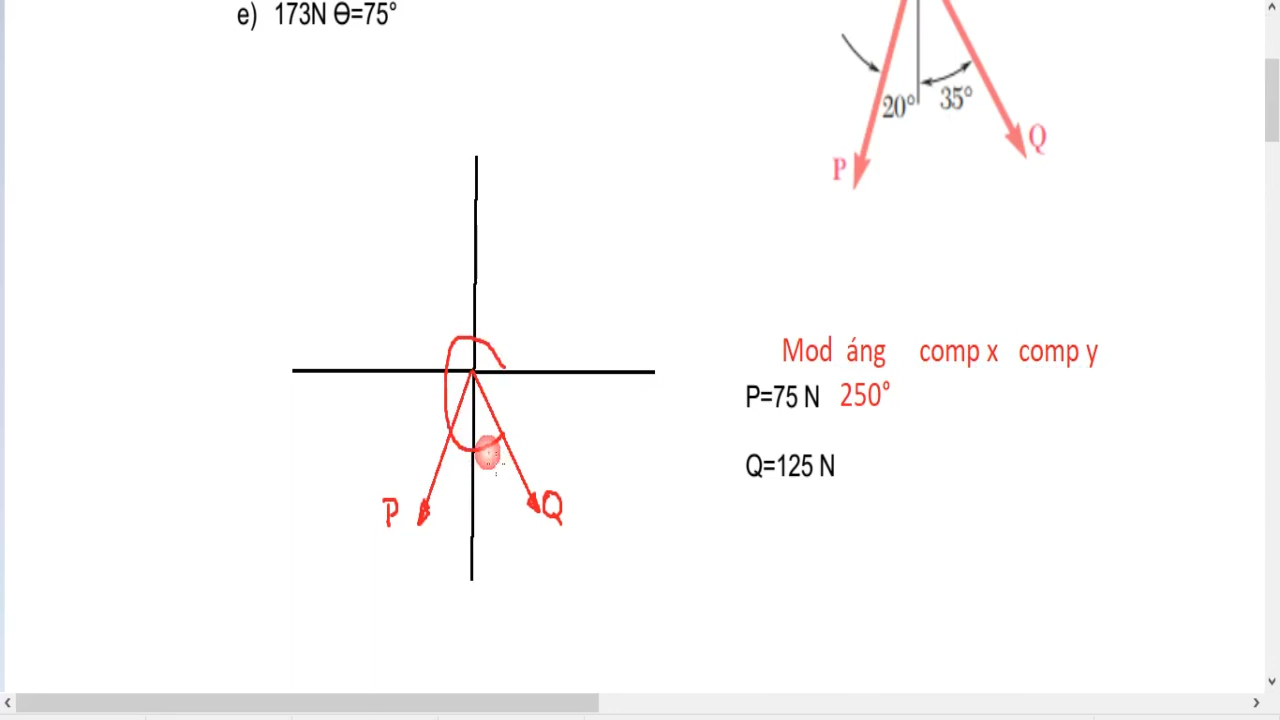 e) 173N Ɵ=75°
20° 35°
P Q
Mod áng comp x comp y
P=75 N 250°
Q=125 N
P Q